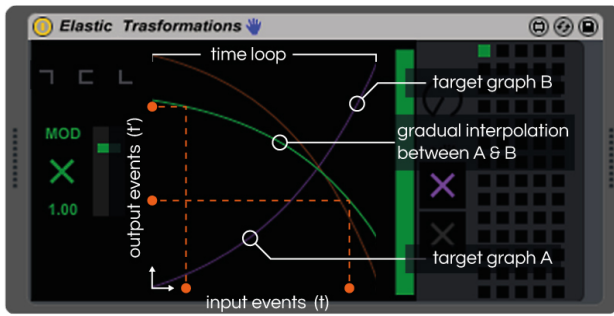 Elastic Trasformations
time loop
target graph B
gradual interpolation
between A & B
MOD
1.00
output events (t')
target graph A
input events (t)